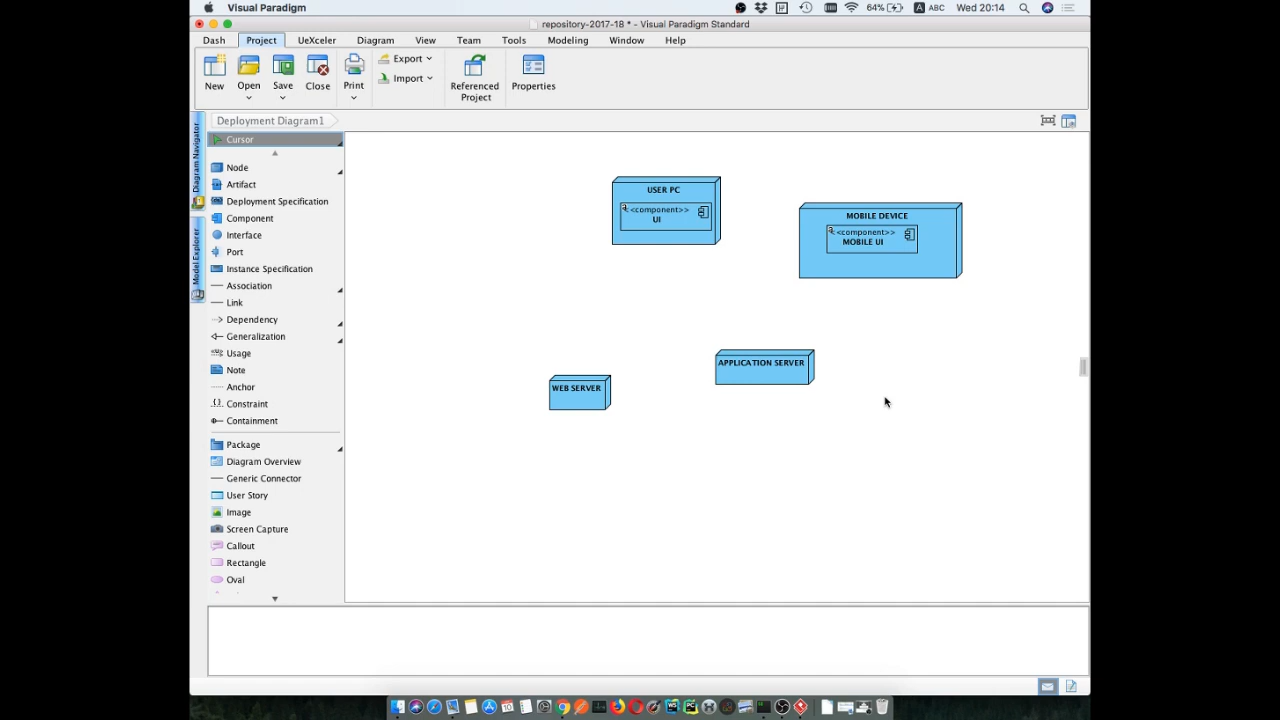 Visual Paradigm
64%
ABC
Wed 20:14
repository-2017-18 * - Visual Paradigm Standard
Dash
Project
UeXceler
Diagram
View
Team
Tools
Modeling
Window
Help
New
Open
Save
Close
Print
Export
Import
Referenced
Project
Properties
Deployment Diagram1
Diagram Navigator
Model Explorer
Cursor
Node
Artifact
Deployment Specification
Component
Interface
Port
Instance Specification
Association
Link
Dependency
Generalization
Usage
Note
Anchor
Constraint
Containment
Package
Diagram Overview
Generic Connector
User Story
Image
Screen Capture
Callout
Rectangle
Oval
USER PC
<<component>>
UI
MOBILE DEVICE
<<component>>
MOBILE UI
APPLICATION SERVER
WEB SERVER